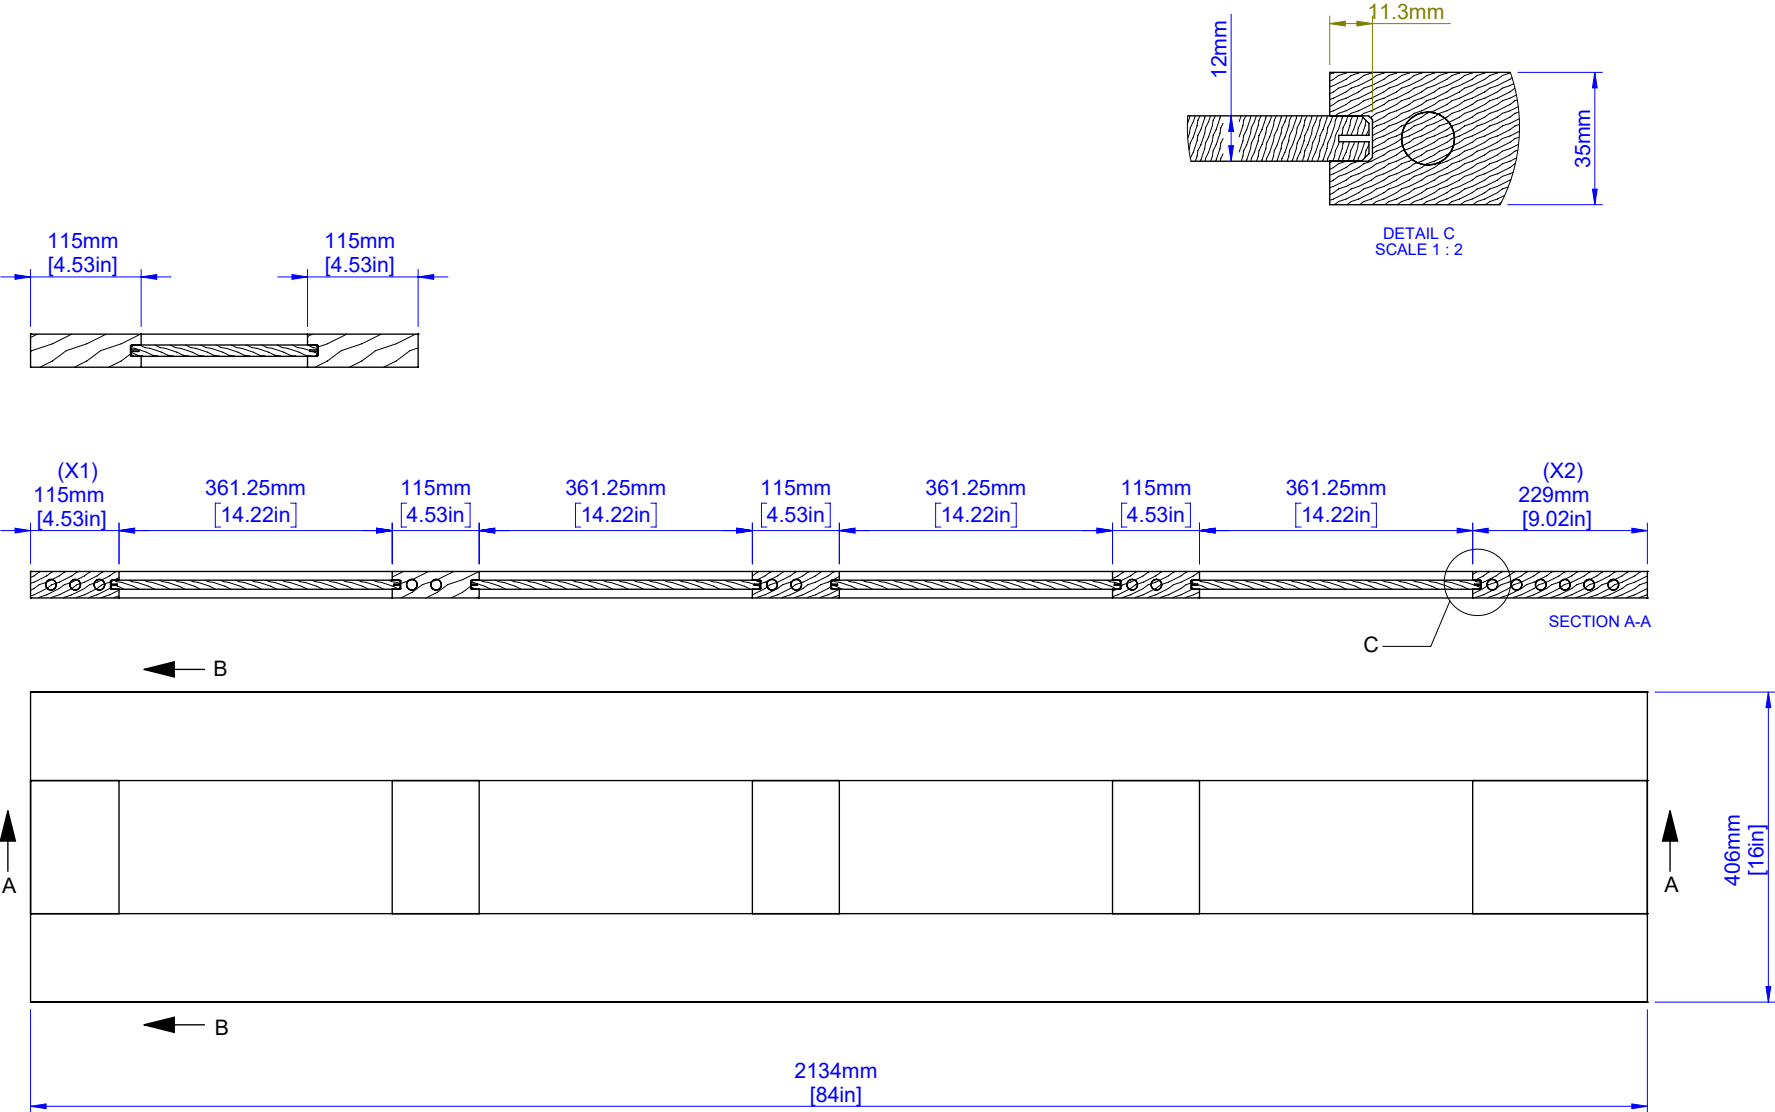 11.3mm
12mm
35mm
DETAIL C
SCALE 1 : 2
115mm
[4.53in]
115mm
[4.53in]
(X1)
115mm
[4.53in]
361.25mm
[14.22in]
115mm
[4.53in]
361.25mm
[14.22in]
115mm
[4.53in]
361.25mm
[14.22in]
115mm
[4.53in]
361.25mm
[14.22in]
(X2)
229mm
[9.02in]
SECTION A-A
C
B
A
A
406mm
[16in]
B
2134mm
[84in]